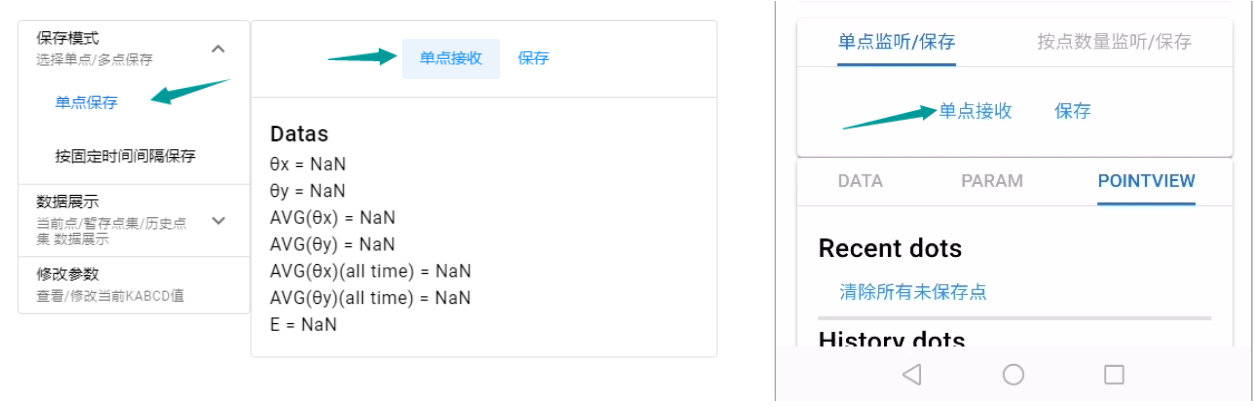 保存模式
选择单点/多点保存
单点保存
按固定时间间隔保存
数据展示
当前点/暂存点集/历史点
集 数据展示
修改参数
查看/修改当前KABCD值
单点接收 保存
Datas
θx = NaN
θy = NaN
AVG(θx) = NaN
AVG(θy) = NaN
AVG(θx)(all time) = NaN
AVG(θy)(all time) = NaN
E = NaN
单点监听/保存 按点数量监听/保存
单点接收 保存
DATA PARAM POINTVIEW
Recent dots
清除所有未保存点
History dots